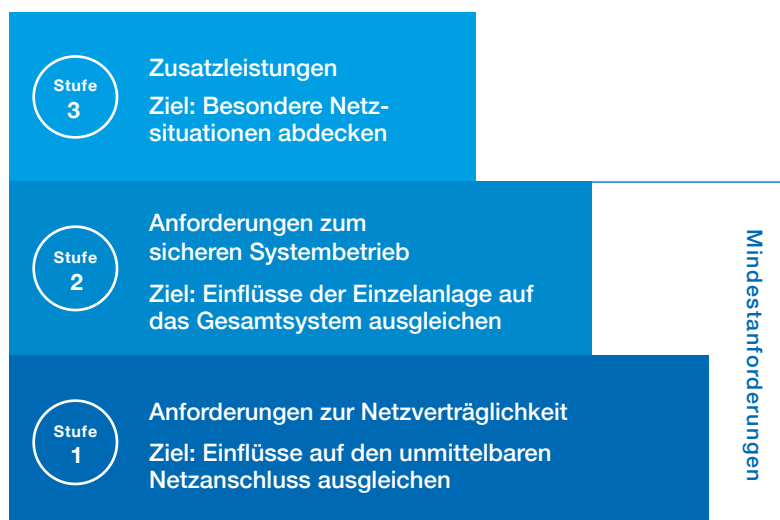 Stufe
3
Zusatzleistungen
Ziel: Besondere Netz-
situationen abdecken
Stufe
2
Anforderungen zum
sicheren Systembetrieb
Ziel: Einflüsse der Einzelanlage auf
das Gesamtsystem ausgleichen
Stufe
1
Anforderungen zur Netzverträglichkeit
Ziel: Einflüsse auf den unmittelbaren
Netzanschluss ausgleichen
Mindestanforderungen